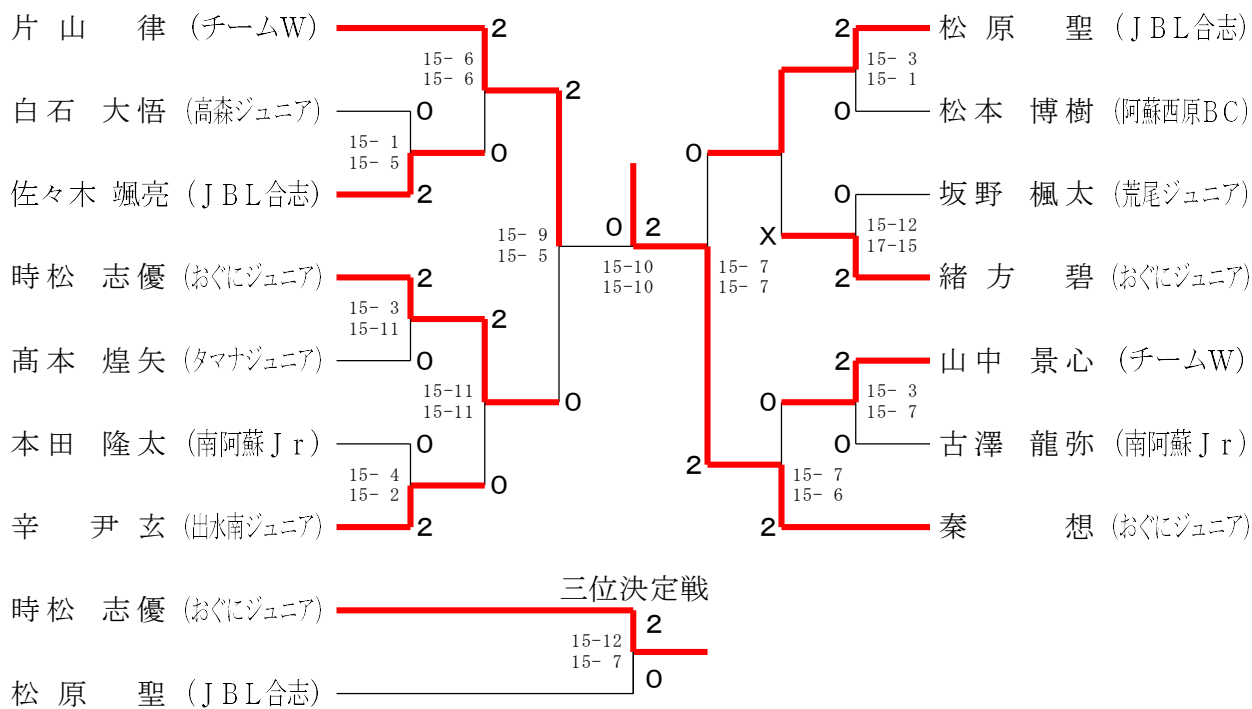 片山 律 (チームW)
2
15- 6
15- 6
白石 大悟 (高森ジュニア)
0
15- 1
15- 5
0
佐々木 颯亮 (JBL合志)
2
2
15- 9
15- 5
時松 志優 (おぐにジュニア)
2
15- 3
15-11
2
髙本 煌矢 (タマナジュニア)
0
15-11
15-11
0
本田 隆太 (南阿蘇Jr)
0
15- 4
15- 2
0
辛 尹玄 (出水南ジュニア)
2
0 2
15-10
15-10
2
松原 聖 (JBL合志)
15- 3
15- 1
0
松本 博樹 (阿蘇西原BC)
0
0
坂野 楓太 (荒尾ジュニア)
15-12
17-15
X
2
緒方 碧 (おぐにジュニア)
15- 7
15- 7
2
山中 景心 (チームW)
15- 3
15- 7
0
0
古澤 龍弥 (南阿蘇Jr)
2
15- 7
15- 6
2
秦 想 (おぐにジュニア)
三位決定戦
時松 志優 (おぐにジュニア)
2
15-12
15- 7
0
松原 聖 (JBL合志)